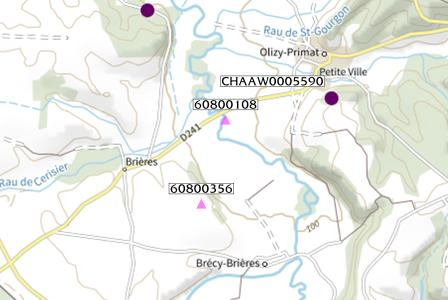 Rau de St-Gourgon
Olizy-Primat
Petite Ville
CHAAW0005590
60800108
D241
Brières
Rau de Cerisier
60800356
100
Brécy-Brières